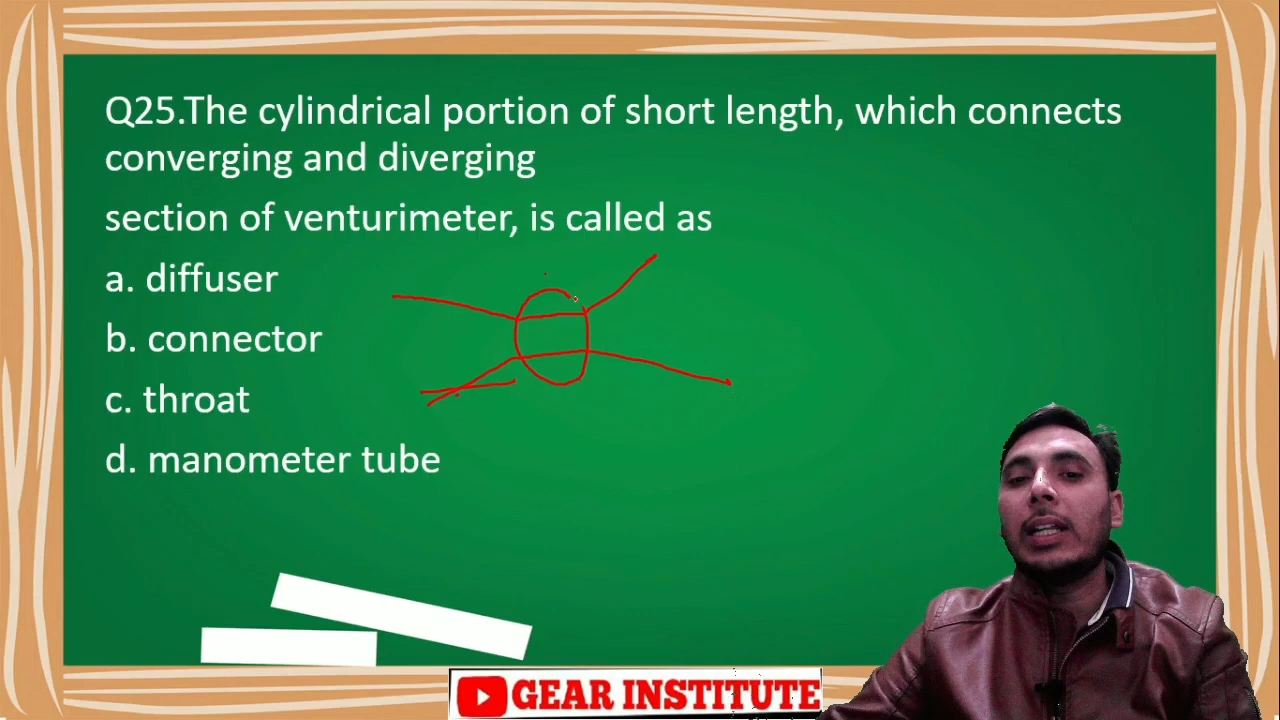 Q25.The cylindrical portion of short length, which connects
converging and diverging
section of venturimeter, is called as
a. diffuser
b. connector
c. throat
d. manometer tube
GEAR INSTITUTE